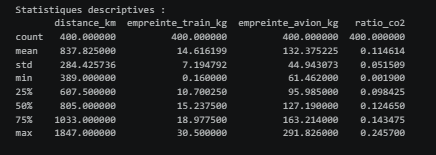 Statistiques descriptives :
distance_km empreinte_train_kg empreinte_avion_kg ratio_co2
count 400.000000 400.000000 400.000000 400.000000
mean 837.825000 14.616199 132.375225 0.114614
std 284.425736 7.194792 44.943073 0.051509
min 389.000000 0.160000 61.462000 0.001900
25% 607.500000 10.700250 95.985000 0.098425
50% 805.000000 15.237500 127.190000 0.124650
75% 1033.000000 18.977500 163.214000 0.143475
max 1847.000000 30.500000 291.826000 0.245700